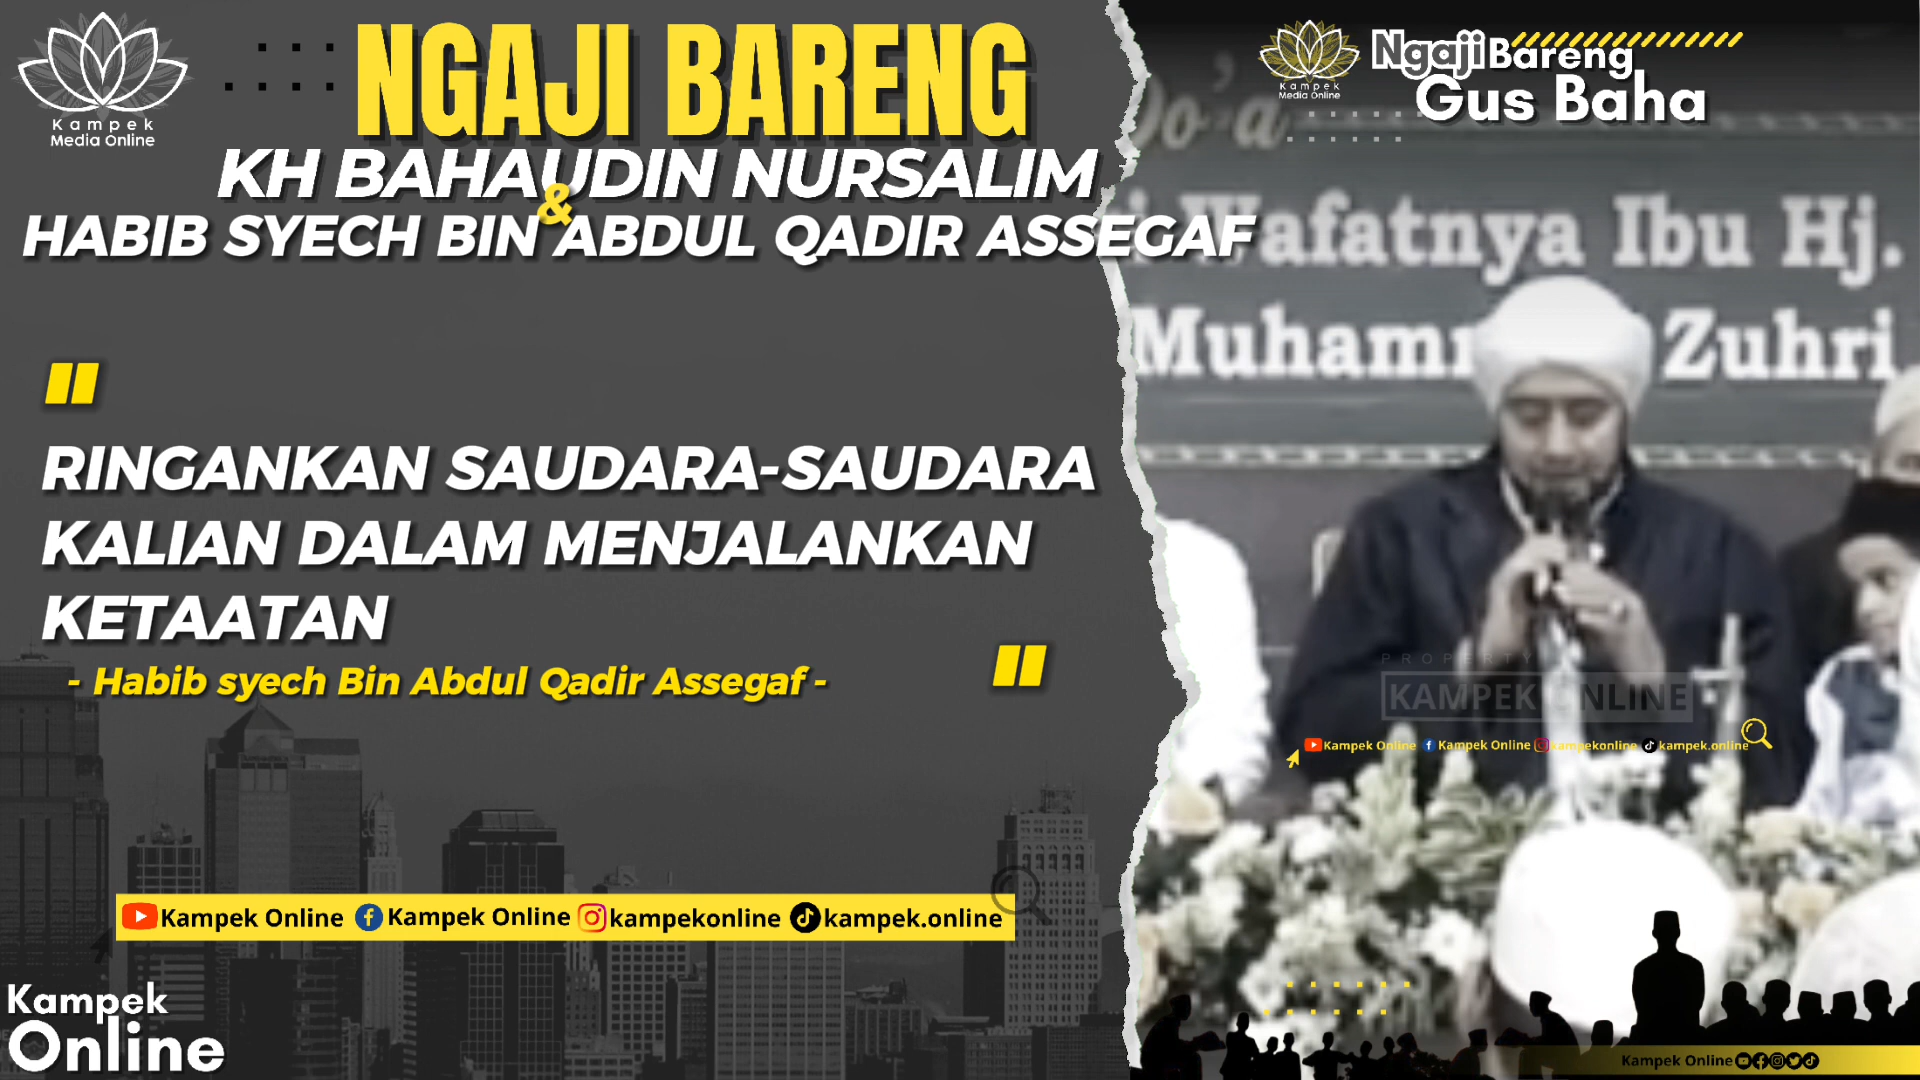 Kampek
Media Online
NGAJI BARENG
KH BAHAUDIN NURSALIM
&
HABIB SYECH BIN ABDUL QADIR ASSEGAF
"
RINGANKAN SAUDARA-SAUDARA
KALIAN DALAM MENJALANKAN
KETAATAN
- Habib syech Bin Abdul Qadir Assegaf -
"
Kampek Online Kampek Online kampekonline kampek.online
Kampek
Online
Kampek
Media Online
Ngaji Bareng
Gus Baha
Do'a
i Wafatnya Ibu Hj.
Zuhri
PROPERTY
KAMPEK ONLINE
Kampek Online Kampek Online kampekonline kampek.online
Kampek Online